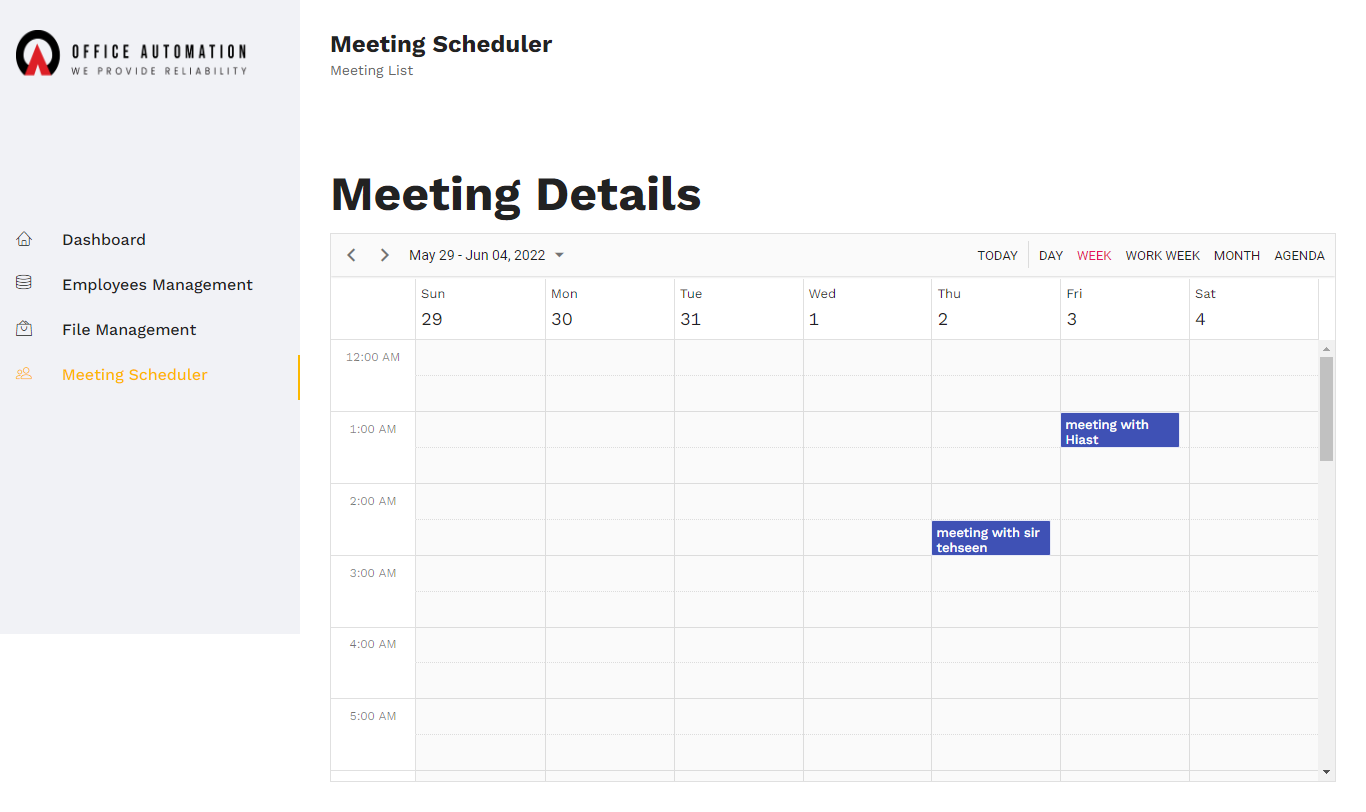 OFFICE AUTOMATION
WE PROVIDE RELIABILITY
Dashboard
Employees Management
File Management
Meeting Scheduler
Meeting Scheduler
Meeting List
Meeting Details
May 29 - Jun 04, 2022
TODAY DAY WEEK WORK WEEK MONTH AGENDA
Sun Mon Tue Wed Thu Fri Sat
29 30 31 1 2 3 4
12:00 AM
1:00 AM
meeting with
Hiast
2:00 AM
meeting with sir
tehseen
3:00 AM
4:00 AM
5:00 AM